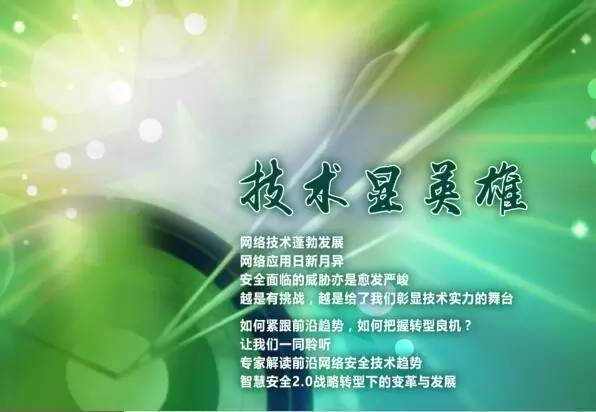 技术显英雄
网络技术蓬勃发展
网络应用日新月异
安全面临的威胁亦是愈发严峻
越是有挑战，越是给了我们彰显技术实力的舞台
如何紧跟前沿趋势，如何把握转型良机？
让我们一同聆听
专家解读前沿网络安全技术趋势
智慧安全2.0战略转型下的变革与发展